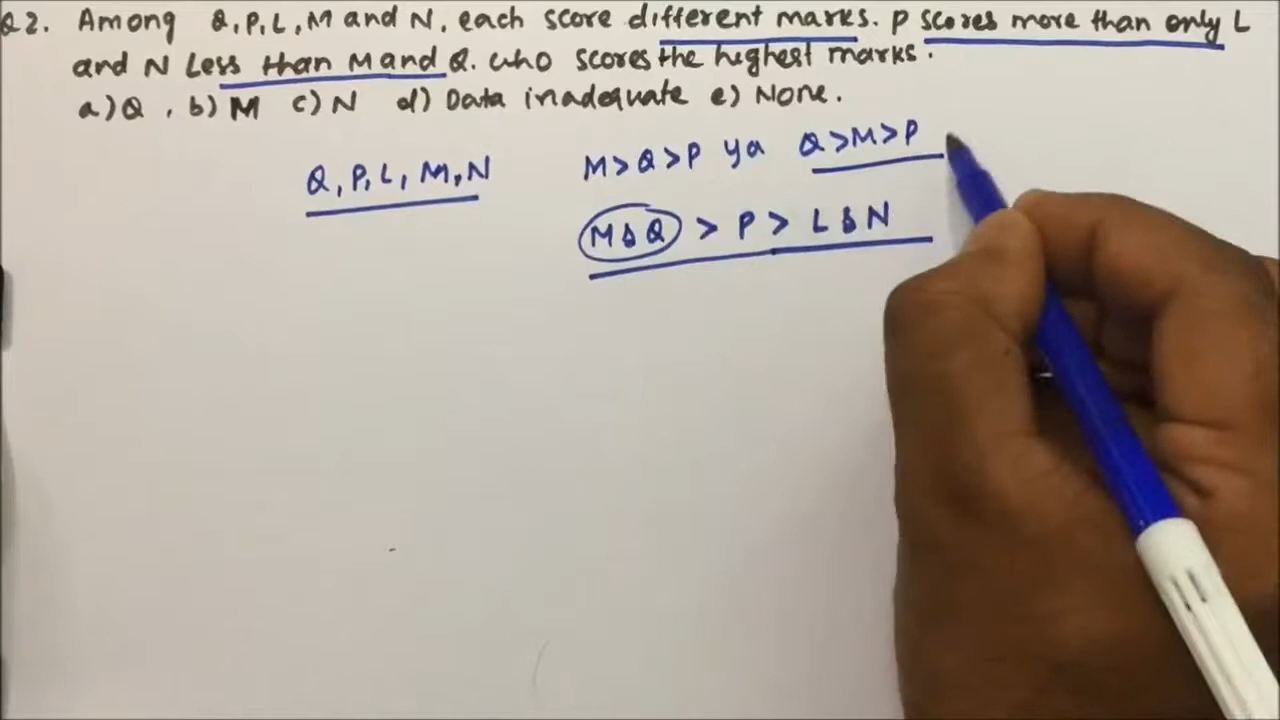 Q2. Among Q, P, L, M and N, each score different marks. P scores more than only L
and N Less than M and Q. who scores the highest marks.
a) Q , b) M c) N d) Data inadequate e) None.
Q, P, L, M, N
M > Q > P ya Q > M > P
M & Q > P > L & N